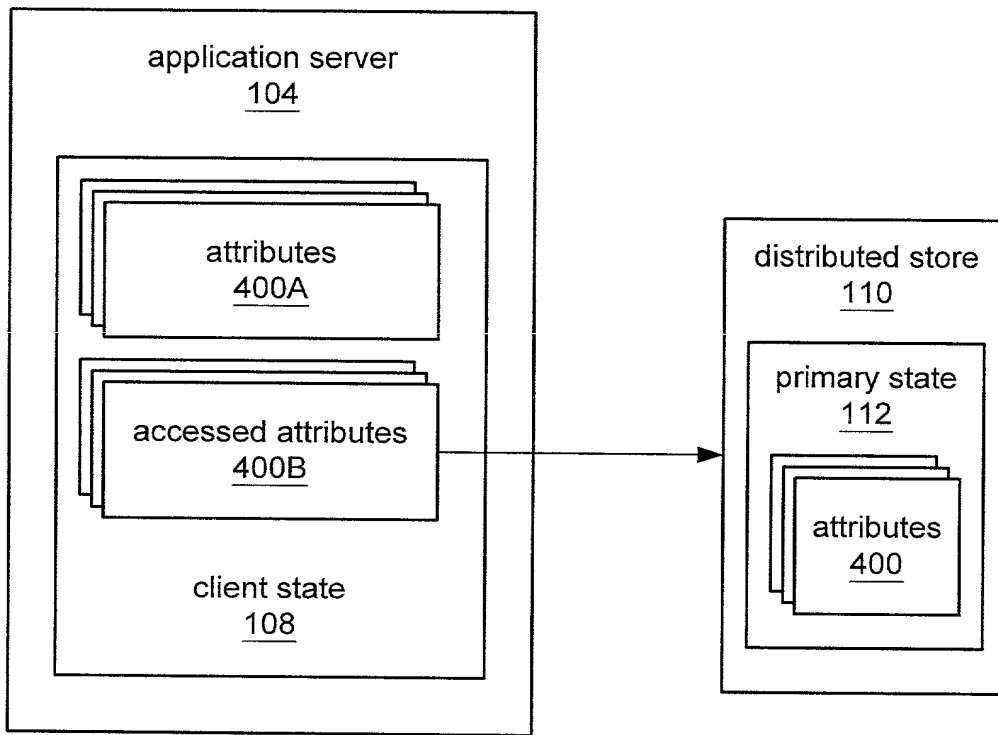 application server
104
attributes
400A
accessed attributes
400B
client state
108
distributed store
110
primary state
112
attributes
400